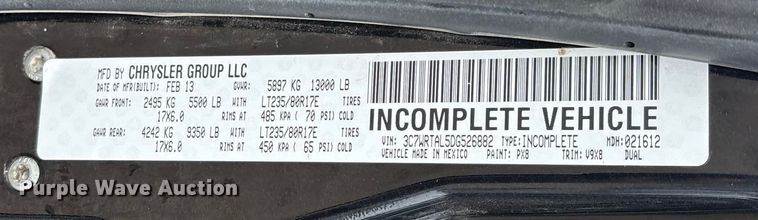 MFD BY CHRYSLER GROUP LLC
DATE OF MFR(BUILT): FEB 13 GVWR: 5897 KG 13000 LB
GAWR FRONT: 2495 KG 5500 LB WITH LT235/80R17E TIRES
17X6.0 RIMS AT 485 KPA ( 70 PSI) COLD
GAWR REAR: 4242 KG 9350 LB WITH LT235/80R17E TIRES
17X6.0 RIMS AT 450 KPA ( 65 PSI) COLD
INCOMPLETE VEHICLE
VIN: 3C7WRTAL5DG526882 TYPE:INCOMPLETE MDH:021612
VEHICLE MADE IN MEXICO PAINT: PX8 TRIM: V9X8 DUAL
Purple Wave Auction